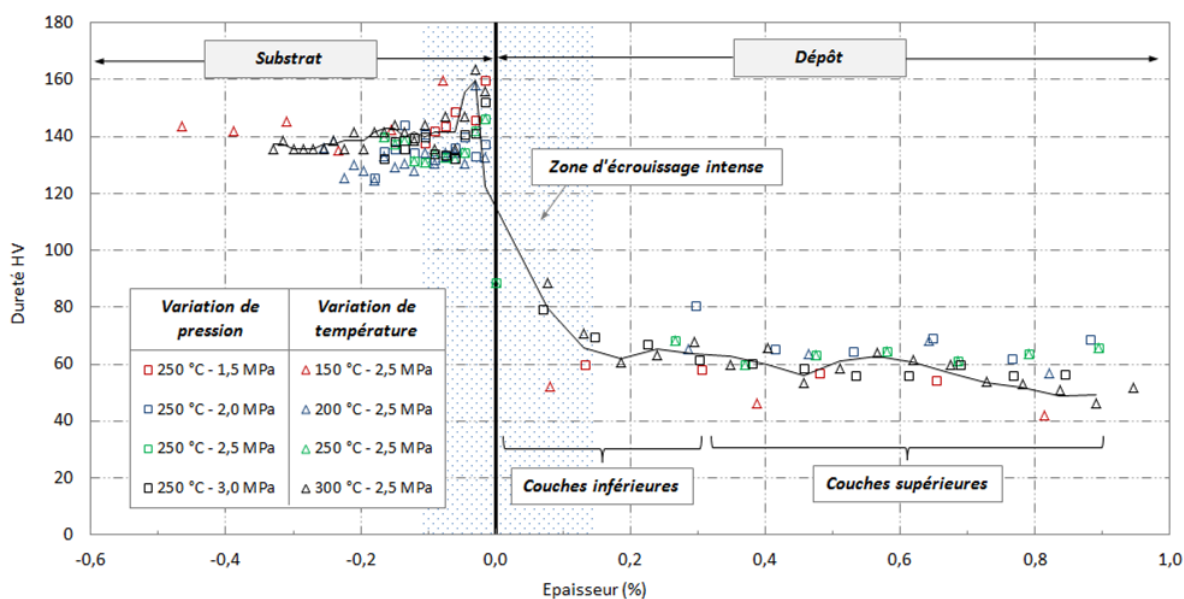 Substrat
Dépôt
Zone d'écrouissage intense
Variation de pression
Variation de température
250 °C - 1,5 MPa
150 °C - 2,5 MPa
250 °C - 2,0 MPa
200 °C - 2,5 MPa
250 °C - 2,5 MPa
250 °C - 2,5 MPa
250 °C - 3,0 MPa
300 °C - 2,5 MPa
Couches inférieures
Couches supérieures
Dureté HV
180
160
140
120
100
80
60
40
20
0
-0,6
-0,4
-0,2
0,0
0,2
0,4
0,6
0,8
1,0
Epaisseur (%)